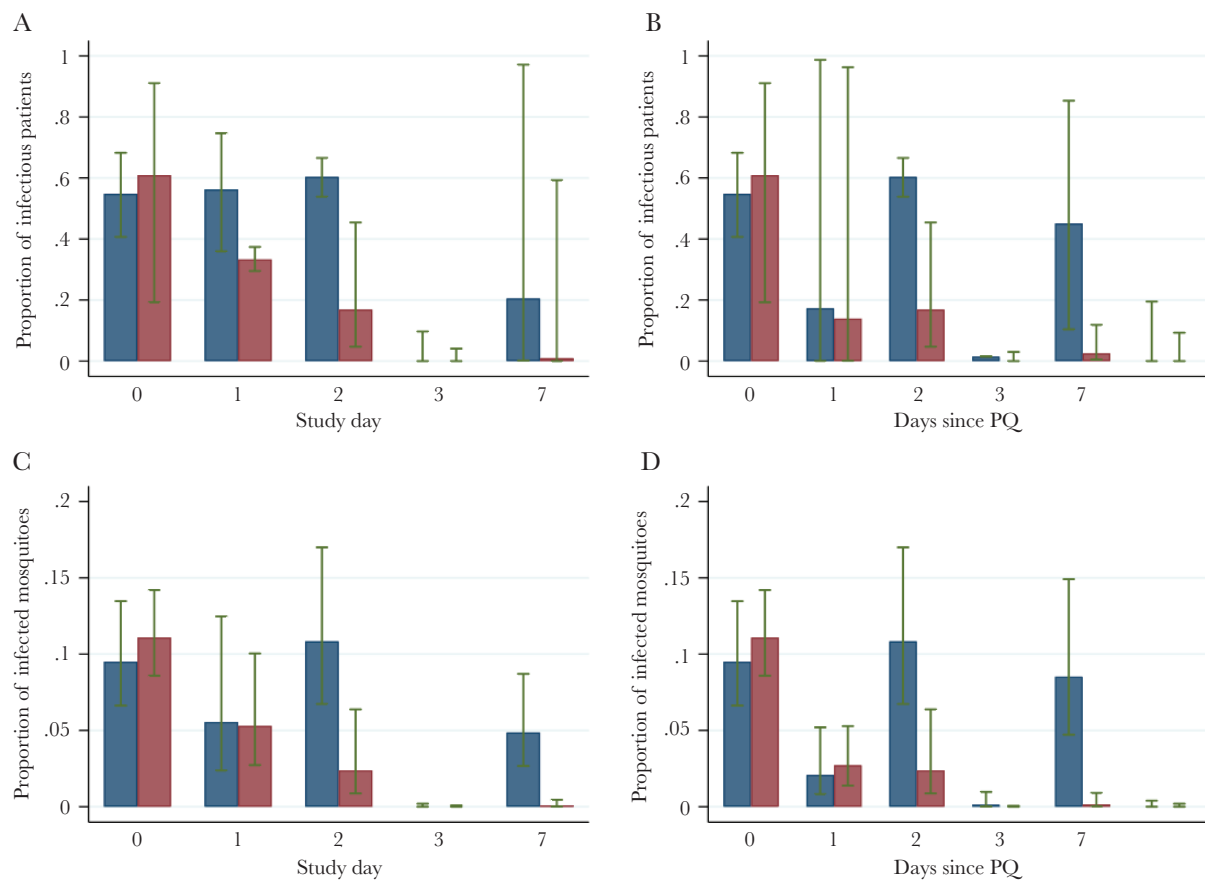 A
Proportion of infectious patients
1
.8
.6
.4
.2
0
0 1 2 3 7
Study day
B
Proportion of infectious patients
1
.8
.6
.4
.2
0
0 1 2 3 7
Days since PQ
C
Proportion of infected mosquitoes
.2
.15
.1
.05
0
0 1 2 3 7
Study day
D
Proportion of infected mosquitoes
.2
.15
.1
.05
0
0 1 2 3 7
Days since PQ